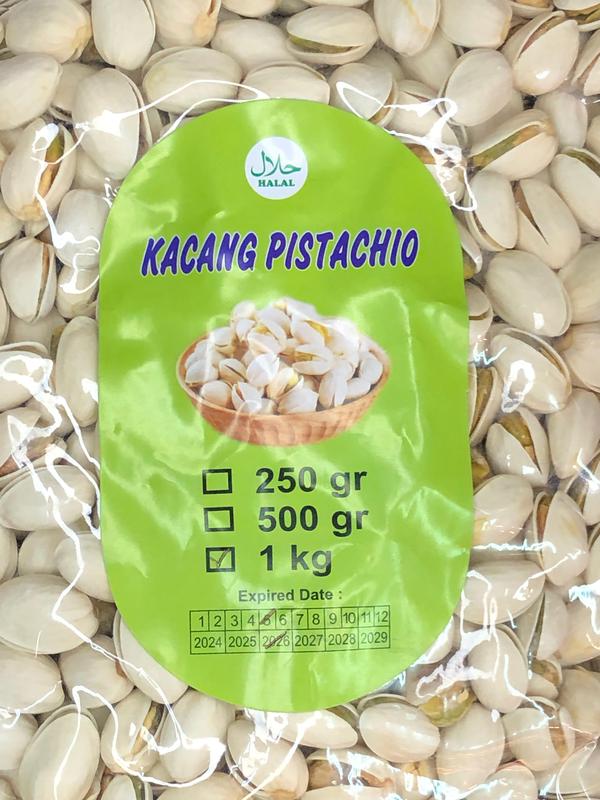 حلال
HALAL
KACANG PISTACHIO
250 gr
500 gr
1 kg
Expired Date :
1 2 3 4 5 6 7 8 9 10 11 12
2024 2025 2026 2027 2028 2029